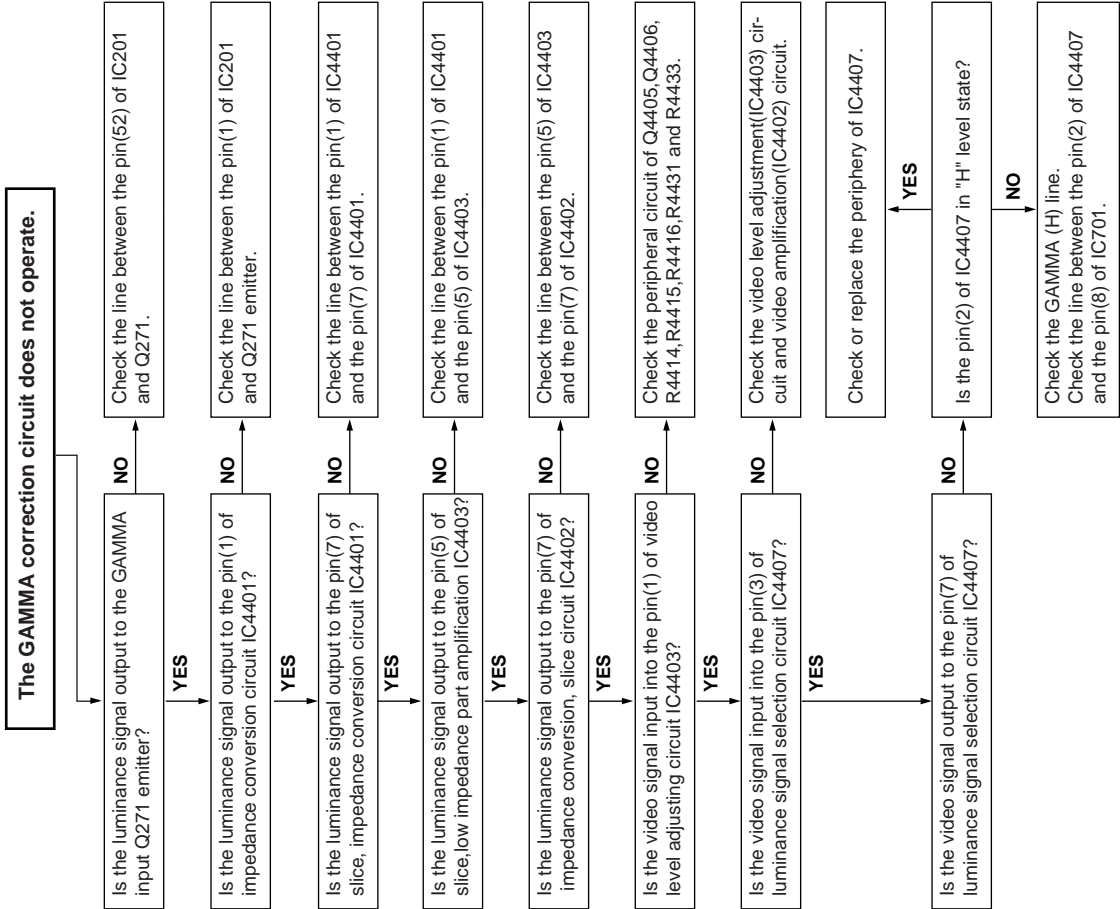 The GAMMA correction circuit does not operate.
Is the luminance signal output to the GAMMA
input Q271 emitter?
NO
Check the line between the pin(52) of IC201
and Q271.
YES
Is the luminance signal output to the pin(1) of
impedance conversion circuit IC4401?
NO
Check the line between the pin(1) of IC201
and Q271 emitter.
YES
Is the luminance signal output to the pin(7) of
slice, impedance conversion circuit IC4401?
NO
Check the line between the pin(1) of IC4401
and the pin(7) of IC4401.
YES
Is the luminance signal output to the pin(5) of
slice,low impedance part amplification IC4403?
NO
Check the line between the pin(1) of IC4401
and the pin(5) of IC4403.
YES
Is the luminance signal output to the pin(7) of
impedance conversion, slice circuit IC4402?
NO
Check the line between the pin(5) of IC4403
and the pin(7) of IC4402.
YES
Is the video signal input into the pin(1) of video
level adjusting circuit IC4403?
NO
Check the peripheral circuit of Q4405,Q4406,
R4414,R4415,R4416,R4431 and R4433.
YES
Is the video signal input into the pin(3) of
luminance signal selection circuit IC4407?
NO
Check the video level adjustment(IC4403) cir-
cuit and video amplification(IC4402) circuit.
YES
Is the video signal output to the pin(7) of
luminance signal selection circuit IC4407?
NO
Is the pin(2) of IC4407 in "H" level state?
YES
Check or replace the periphery of IC4407.
NO
Check the GAMMA (H) line.
Check the line between the pin(2) of IC4407
and the pin(8) of IC701.